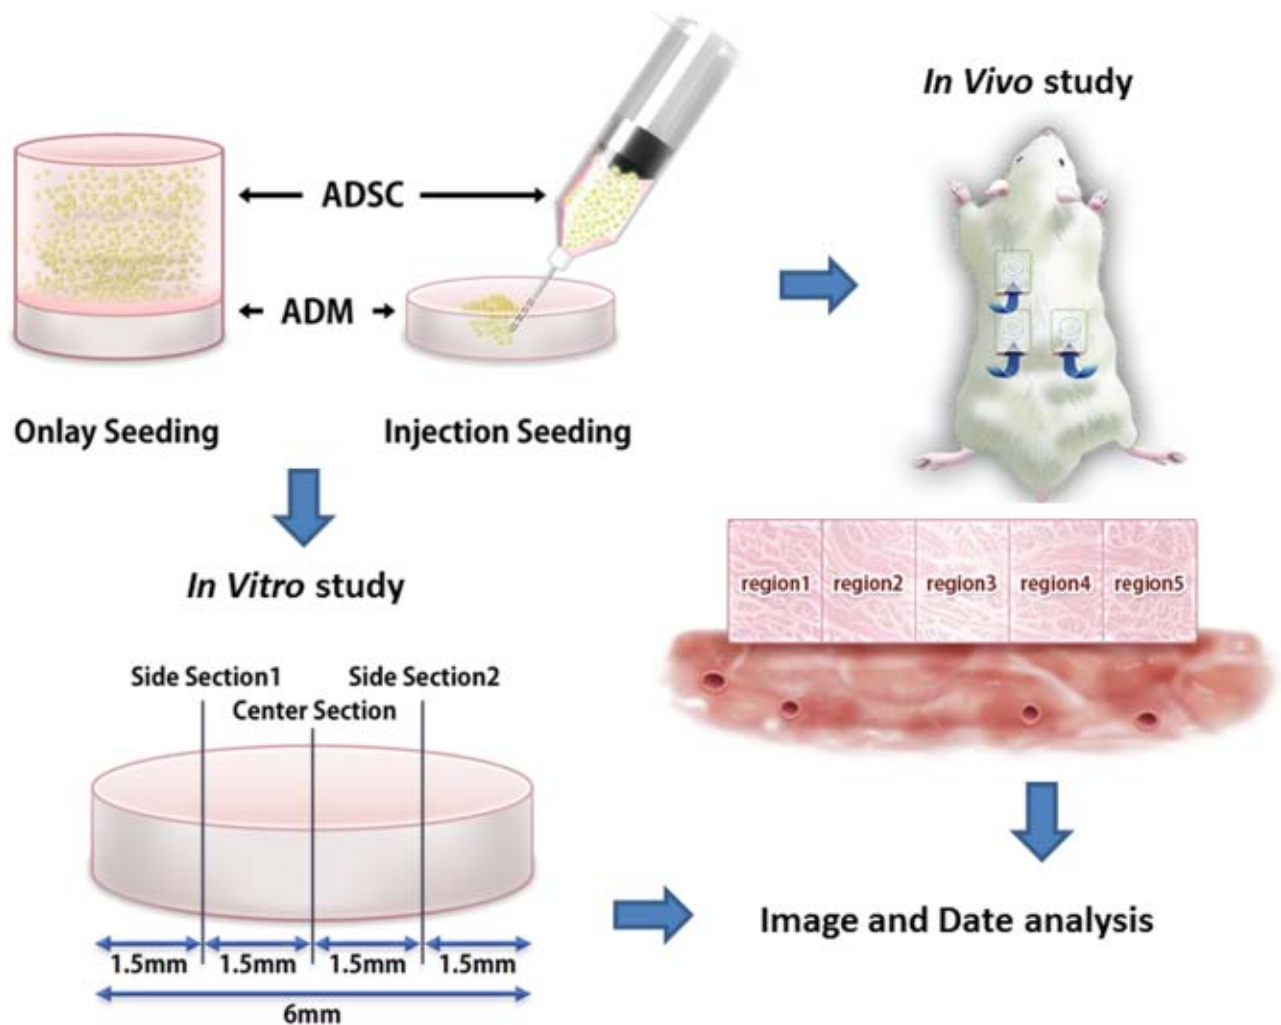 In Vivo study
ADSC
ADM
Onlay Seeding
Injection Seeding
In Vitro study
region1
region2
region3
region4
region5
Side Section1
Side Section2
Center Section
Image and Date analysis
1.5mm
1.5mm
1.5mm
1.5mm
6mm